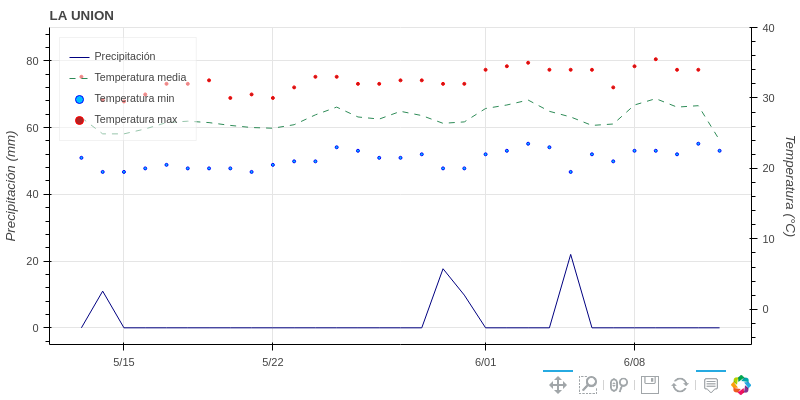 LA UNION
Precipitación
Temperatura media
Temperatura min
Temperatura max
80
60
40
20
0
Precipitación (mm)
40
30
20
10
0
Temperatura (°C)
5/15
5/22
6/01
6/08